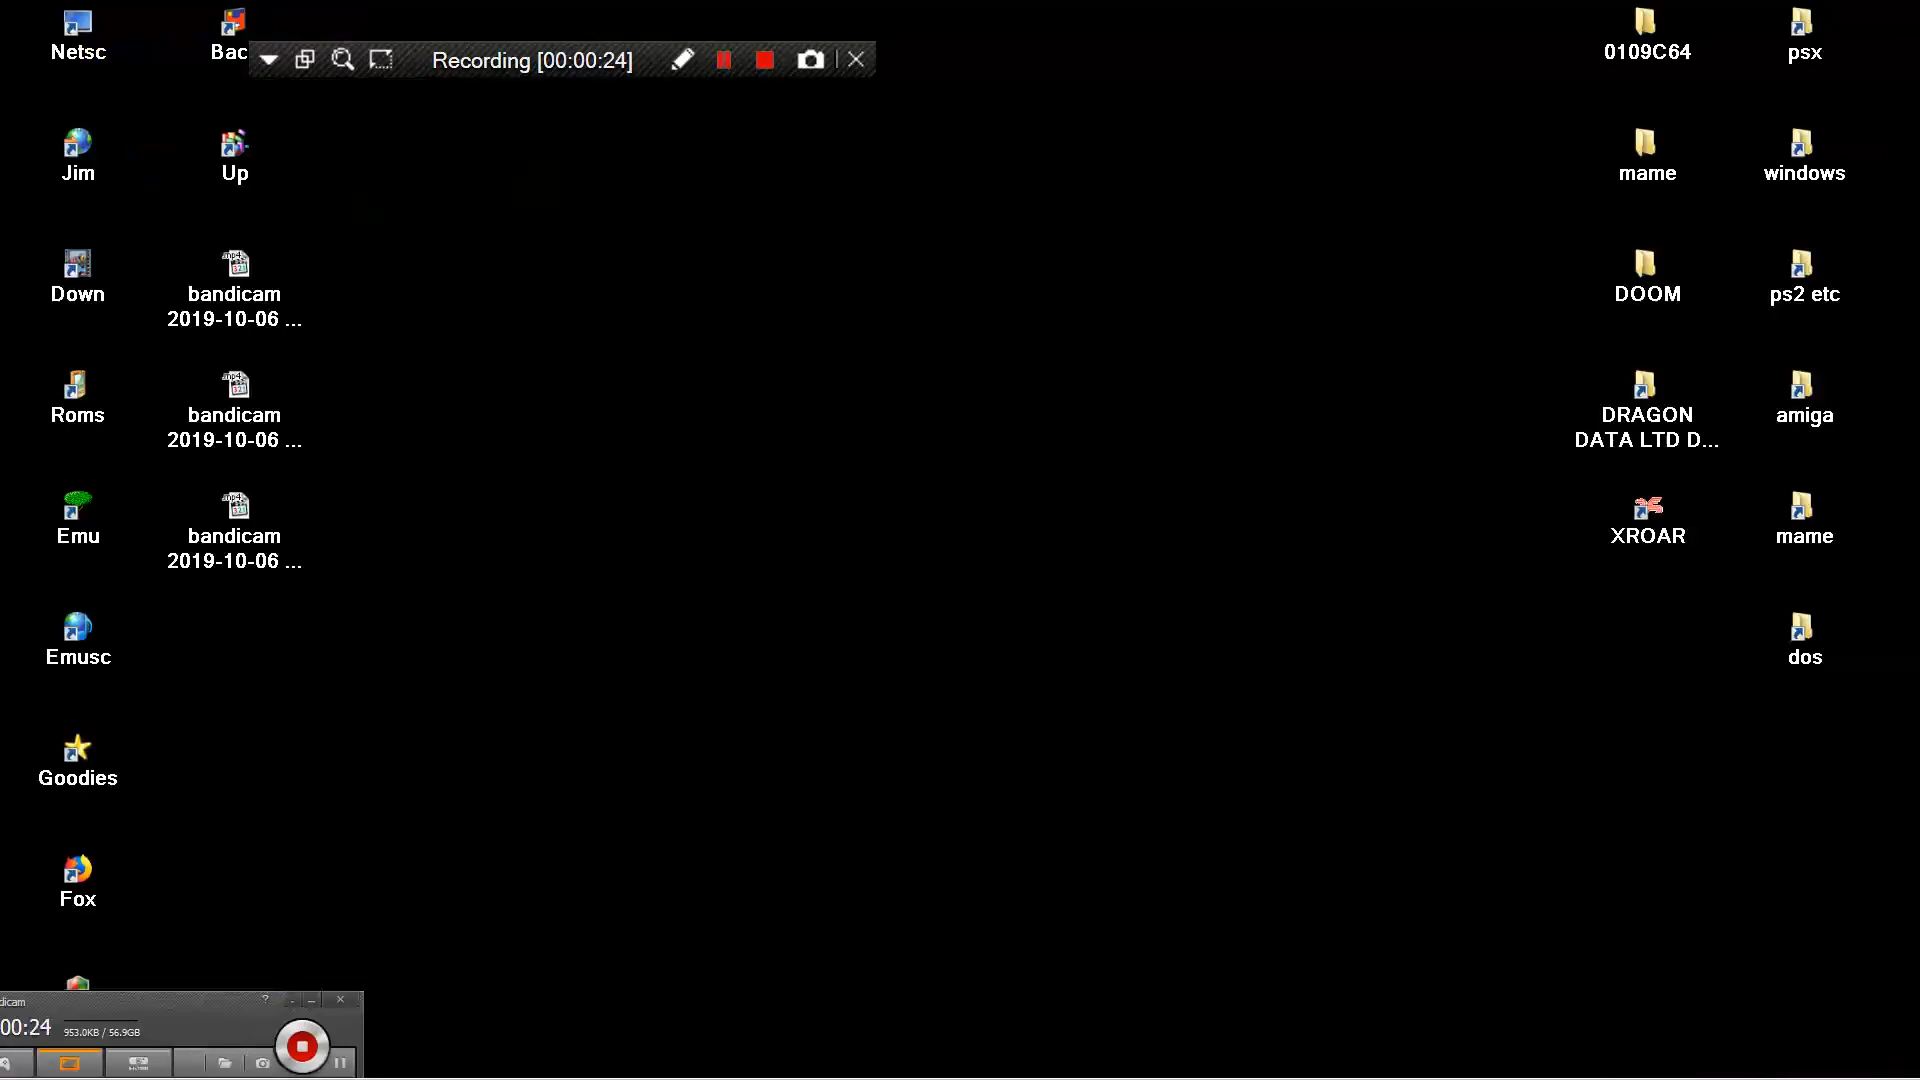 Netsc
Bac
Recording [00:00:24]
0109C64
psx
Jim
Up
mame
windows
Down
bandicam
2019-10-06 ...
DOOM
ps2 etc
Roms
bandicam
2019-10-06 ...
DRAGON
DATA LTD D...
amiga
Emu
bandicam
2019-10-06 ...
XROAR
mame
Emusc
dos
Goodies
Fox
dicam
00:24
953.0KB / 56.9GB